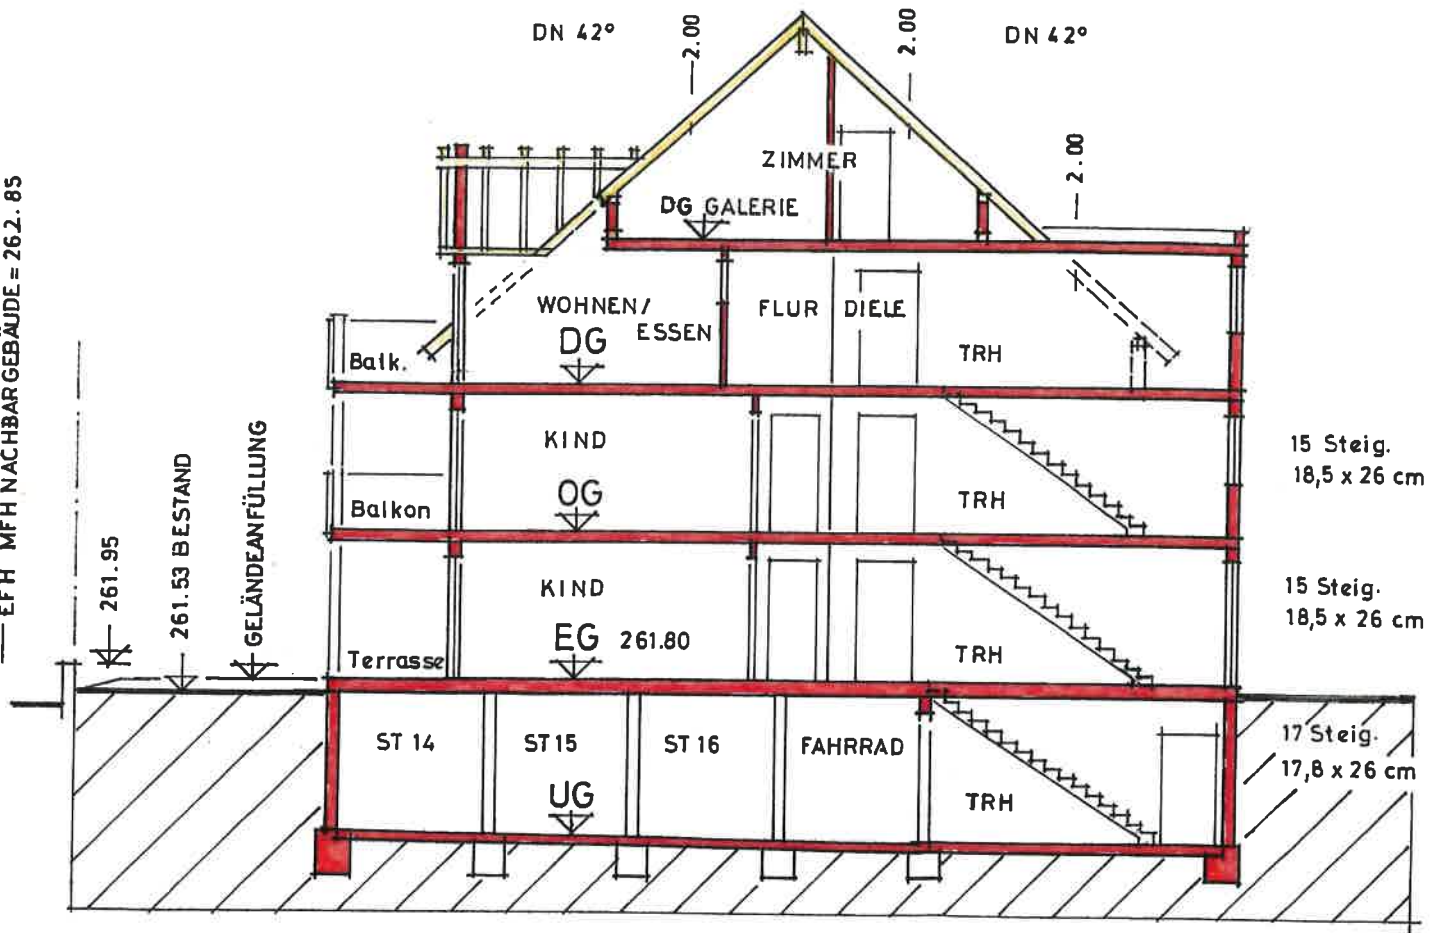 DN 42°
2.00
2.00
DN 42°
2.00
EFH MFH NACHBARGEBÄUDE = 262.85
ZIMMER
DG GALERIE
WOHNEN/
ESSEN
FLUR
DIELE
DG
Balk.
TRH
KIND
15 Steig.
18,5 x 26 cm
OG
Balkon
TRH
261.95
261.53 BESTAND
GELÄNDEANFÜLLUNG
KIND
15 Steig.
18,5 x 26 cm
EG 261.80
Terrasse
TRH
ST 14
ST 15
ST 16
FAHRRAD
17 Steig.
17,8 x 26 cm
UG
TRH